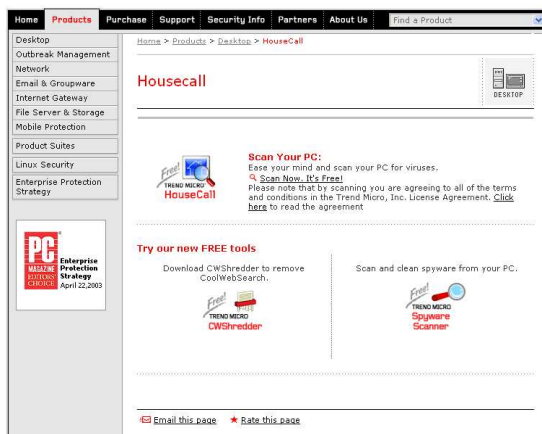 Home Products Purchase Support Security Info Partners About Us Find a Product
Desktop
Outbreak Management
Network
Email & Groupware
Internet Gateway
File Server & Storage
Mobile Protection
Product Suites
Linux Security
Enterprise Protection
Strategy
PC
MAGAZINE
EDITORS'
CHOICE
Enterprise
Protection
Strategy
April 22,2003
Home > Products > Desktop > HouseCall
Housecall
DESKTOP
Free!
TREND MICRO
HouseCall
Scan Your PC:
Ease your mind and scan your PC for viruses.
Scan Now. It's Free!
Please note that by scanning you are agreeing to all of the terms
and conditions in the Trend Micro, Inc. License Agreement. Click
here to read the agreement
Try our new FREE tools
Download CWShredder to remove
CoolWebSearch.
Free!
TREND MICRO
CWShredder
Scan and clean spyware from your PC.
Free!
TREND MICRO
Spyware
Scanner
Email this page Rate this page